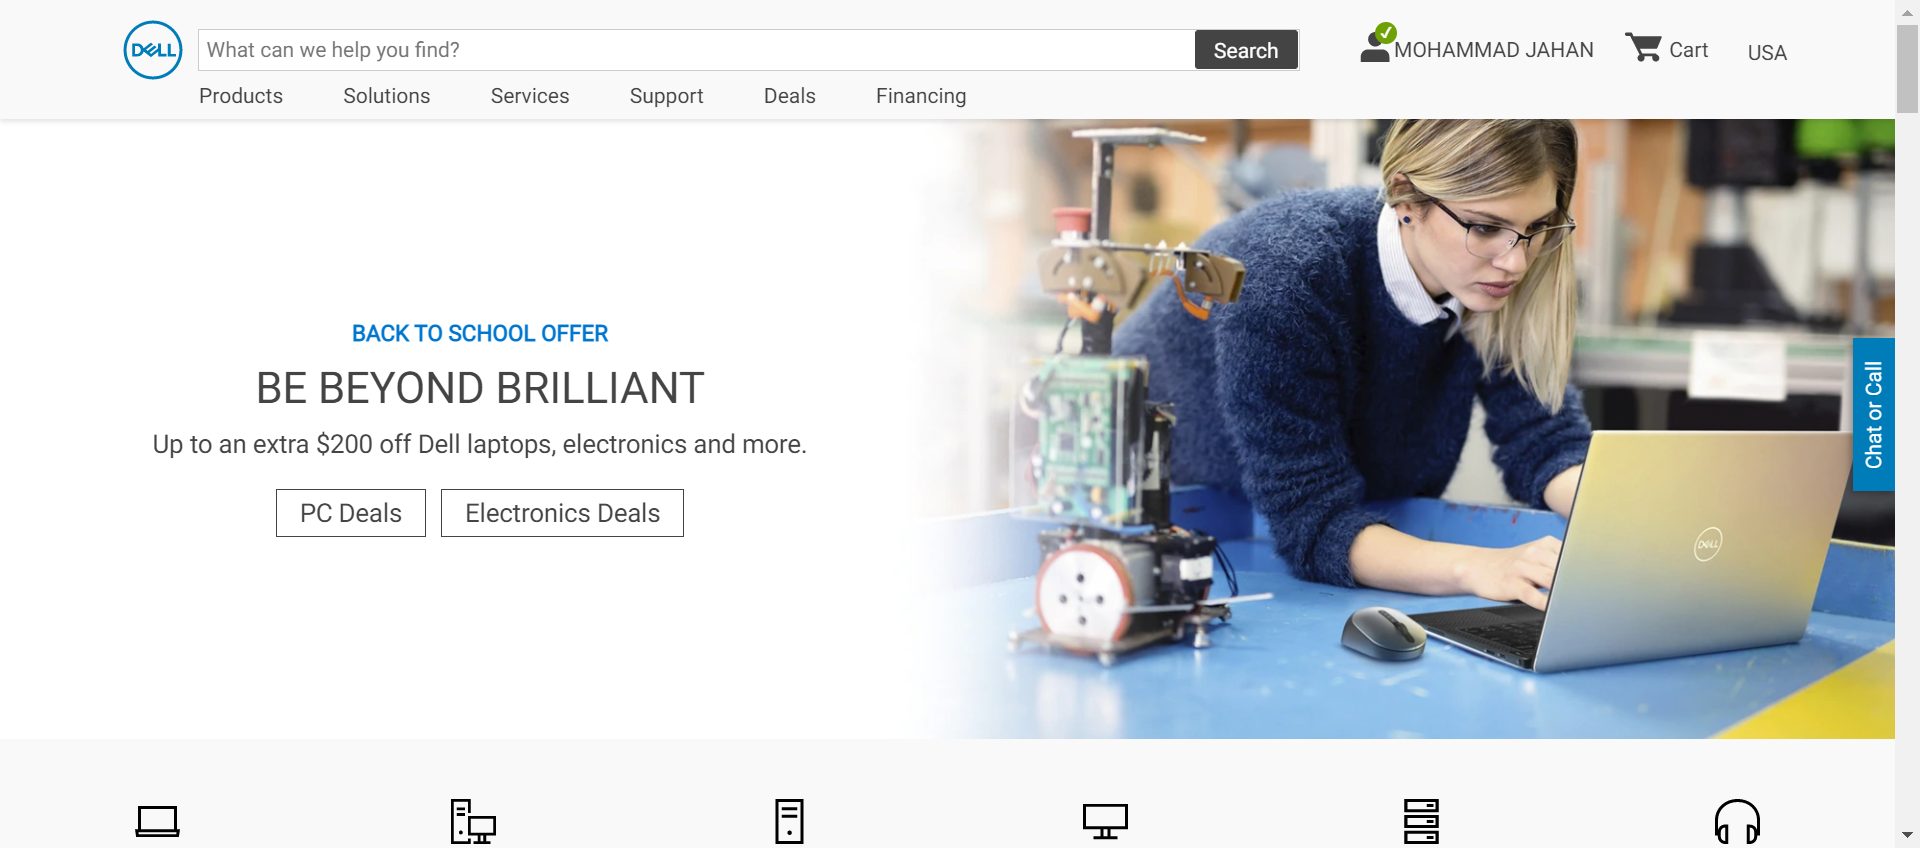 DELL
What can we help you find?
Search
MOHAMMAD JAHAN
Cart
USA
Products
Solutions
Services
Support
Deals
Financing
BACK TO SCHOOL OFFER
BE BEYOND BRILLIANT
Up to an extra $200 off Dell laptops, electronics and more.
PC Deals
Electronics Deals
Chat or Call
DELL